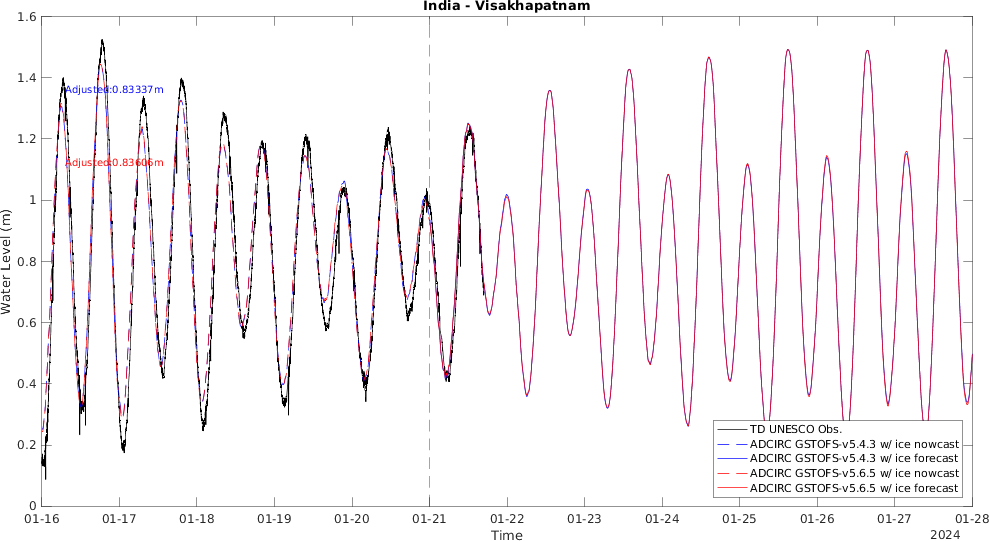 India - Visakhapatnam
1.6
1.4
1.2
1
0.8
0.6
0.4
0.2
0
Water Level (m)
Adjusted:0.83337m
Adjusted:0.83606m
TD UNESCO Obs.
ADCIRC GSTOFS-v5.4.3 w/ ice nowcast
ADCIRC GSTOFS-v5.4.3 w/ ice forecast
ADCIRC GSTOFS-v5.6.5 w/ ice nowcast
ADCIRC GSTOFS-v5.6.5 w/ ice forecast
01-16 01-17 01-18 01-19 01-20 01-21 01-22 01-23 01-24 01-25 01-26 01-27 01-28
Time
2024